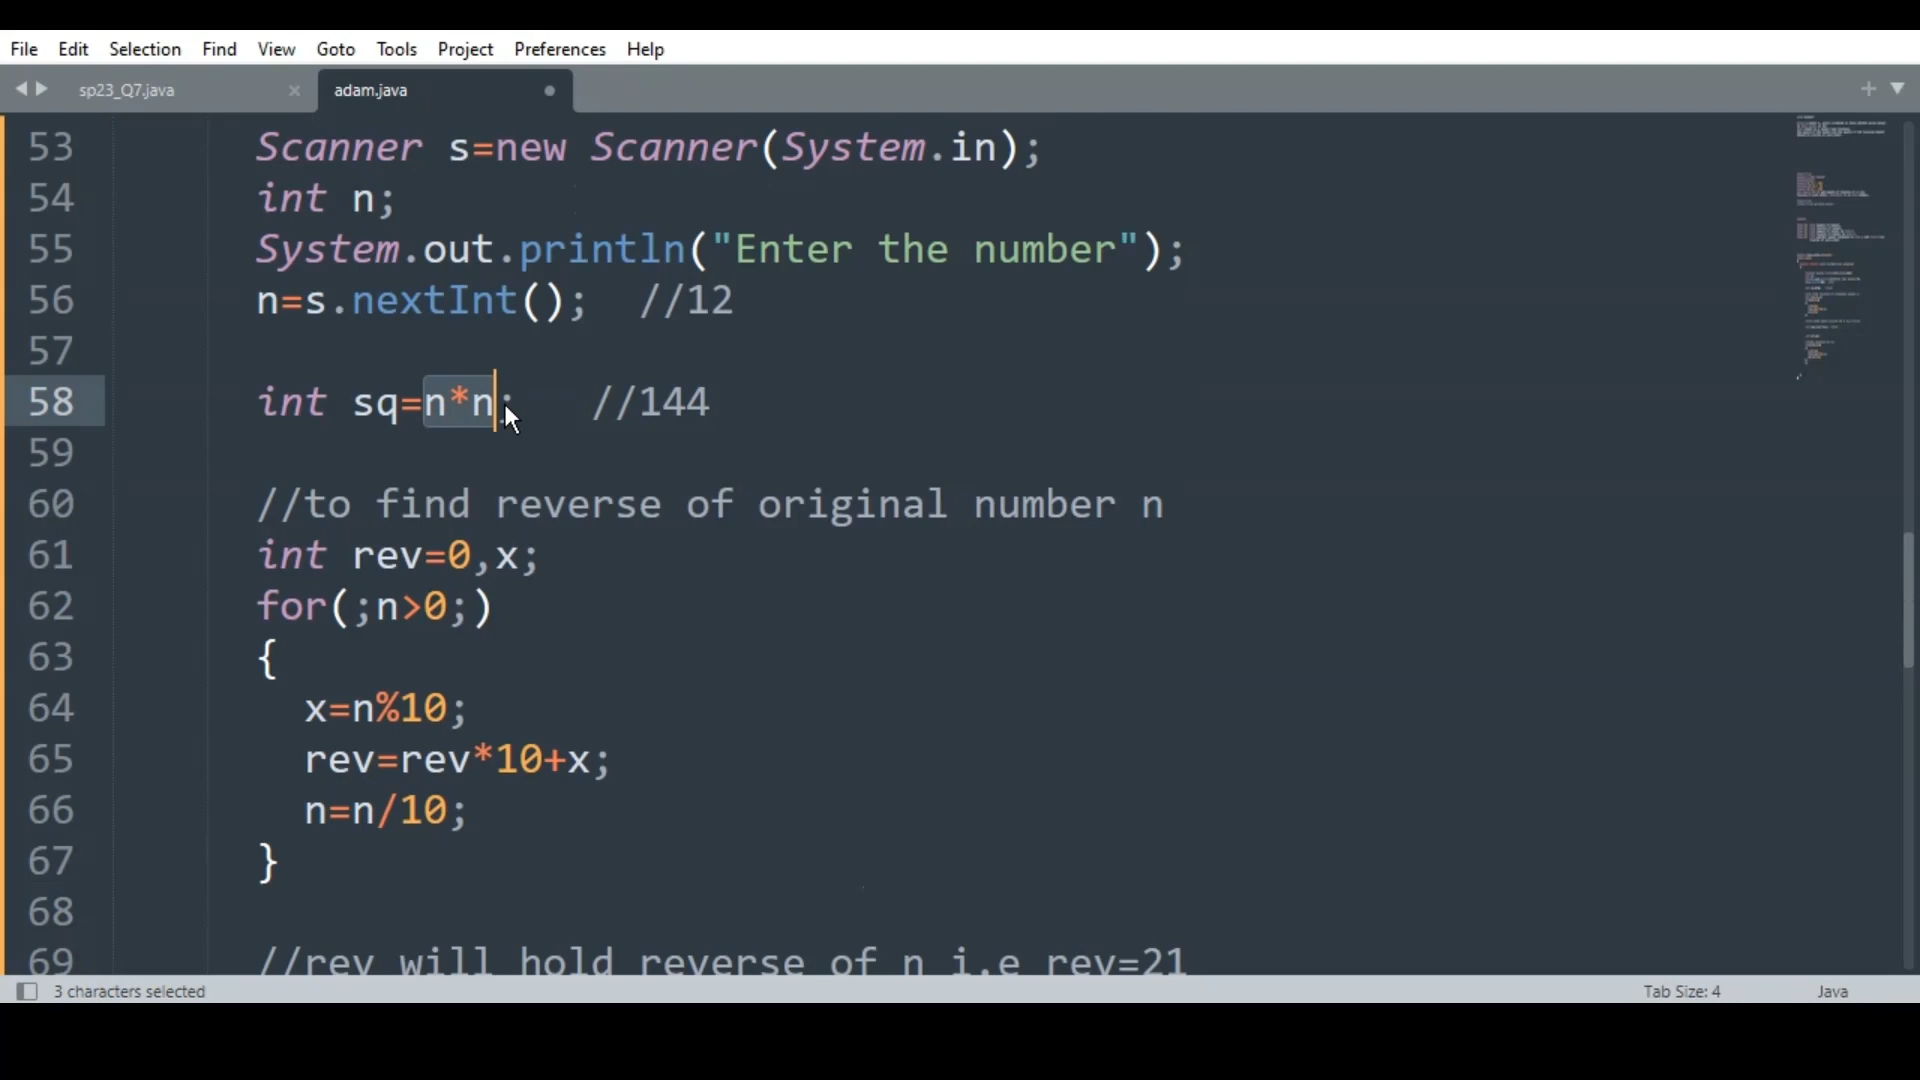 File Edit Selection Find View Goto Tools Project Preferences Help
sp23_Q7.java adam.java
53 Scanner s=new Scanner(System.in);
54 int n;
55 System.out.println("Enter the number");
56 n=s.nextInt(); //12
57
58 int sq=n*n; //144
59
60 //to find reverse of original number n
61 int rev=0,x;
62 for(;n>0;)
63 {
64 x=n%10;
65 rev=rev*10+x;
66 n=n/10;
67 }
68
69 //rev will hold reverse of n i.e rev=21
3 characters selected Tab Size: 4 Java